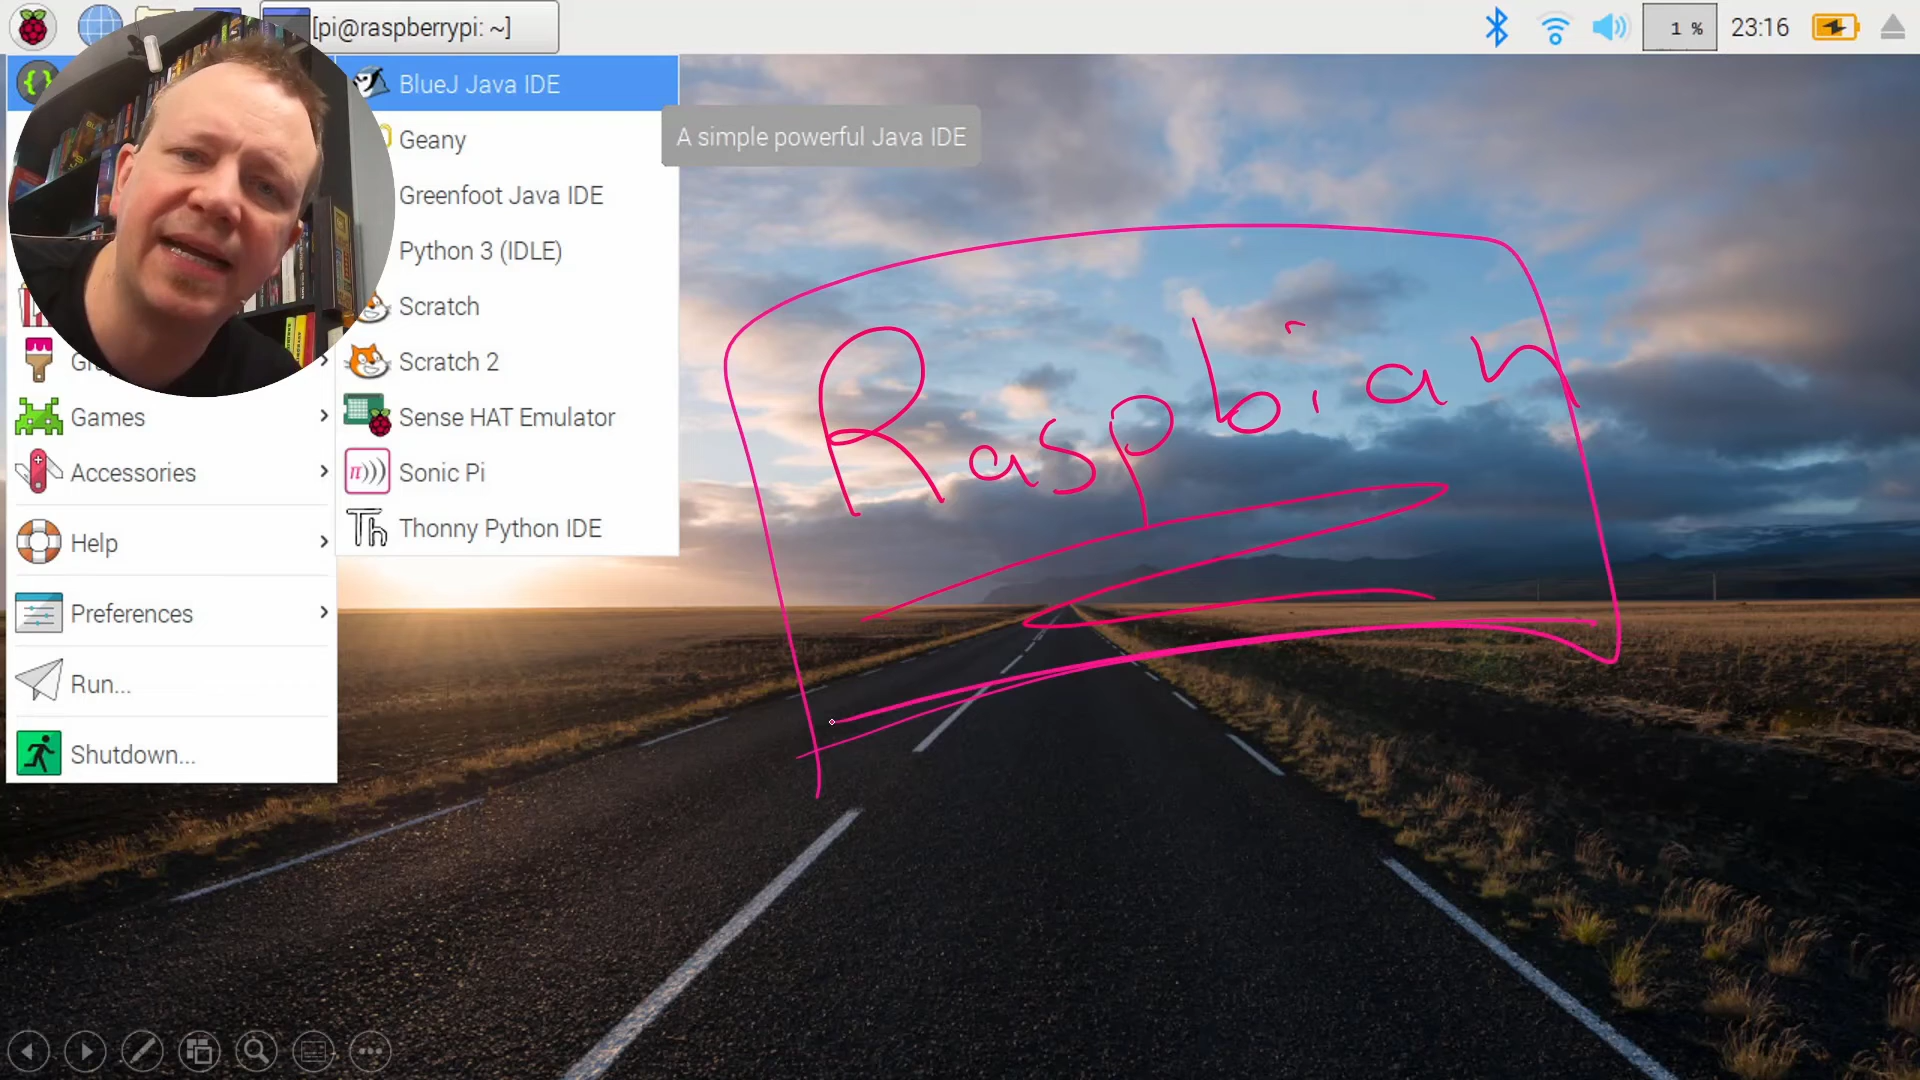 [pi@raspberrypi: ~]
1 %
23:16
BlueJ Java IDE
A simple powerful Java IDE
Geany
Greenfoot Java IDE
Python 3 (IDLE)
Scratch
Scratch 2
Games
Sense HAT Emulator
Accessories
π))) Sonic Pi
Th Thonny Python IDE
Help
Preferences
Run...
Shutdown...
Raspbian